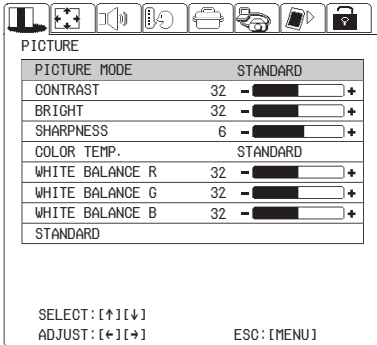 PICTURE
PICTURE MODE STANDARD
CONTRAST 32 - +
BRIGHT 32 - +
SHARPNESS 6 - +
COLOR TEMP. STANDARD
WHITE BALANCE R 32 - +
WHITE BALANCE G 32 - +
WHITE BALANCE B 32 - +
STANDARD
SELECT:[↑][↓]
ADJUST:[←][→] ESC:[MENU]